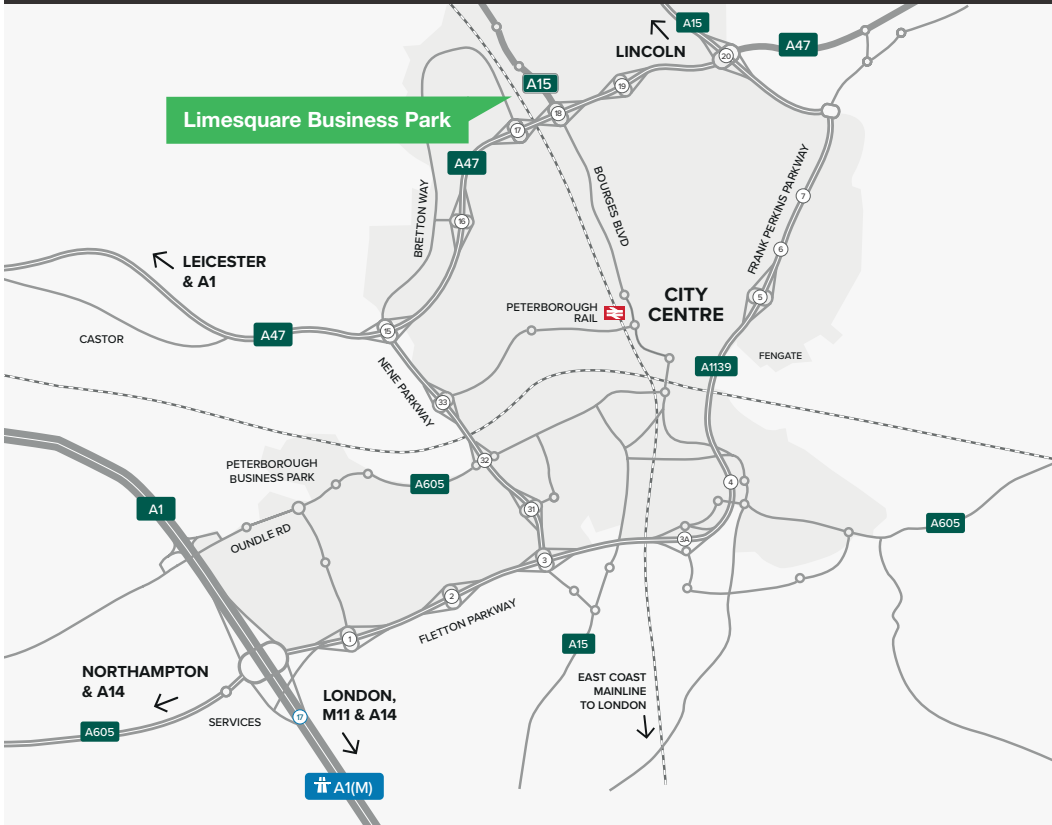 A15
LINCOLN
A47
20
19
A15
18
Limesquare Business Park
17
A47
BRETTON WAY
16
BOURGES BLVD
FRANK PERKINS PARKWAY
7
6
5
LEICESTER
& A1
CITY
CENTRE
PETERBOROUGH
RAIL
A47
15
CASTOR
FENGATE
A1139
NENE PARKWAY
33
32
PETERBOROUGH
BUSINESS PARK
A605
4
A1
31
A605
OUNDLE RD
3A
3
2
FLETTON PARKWAY
1
A15
NORTHAMPTON
& A14
EAST COAST
MAINLINE
TO LONDON
LONDON,
M11 & A14
17
SERVICES
A605
A1(M)